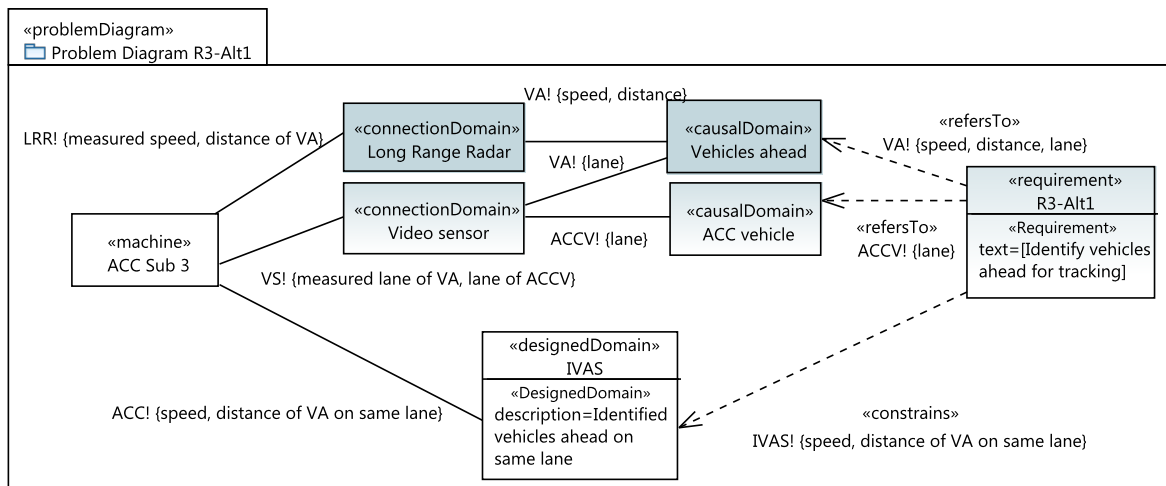 «problemDiagram»
Problem Diagram R3-Alt1
VA! {speed, distance}
LRR! {measured speed, distance of VA}
«connectionDomain»
Long Range Radar
«causalDomain»
Vehicles ahead
«refersTo»
VA! {speed, distance, lane}
VA! {lane}
«requirement»
R3-Alt1
«Requirement»
text=[Identify vehicles
ahead for tracking]
«connectionDomain»
Video sensor
«causalDomain»
ACC vehicle
«refersTo»
ACCV! {lane}
ACCV! {lane}
«machine»
ACC Sub 3
VS! {measured lane of VA, lane of ACCV}
«designedDomain»
IVAS
«DesignedDomain»
description=Identified
vehicles ahead on
same lane
ACC! {speed, distance of VA on same lane}
«constrains»
IVAS! {speed, distance of VA on same lane}